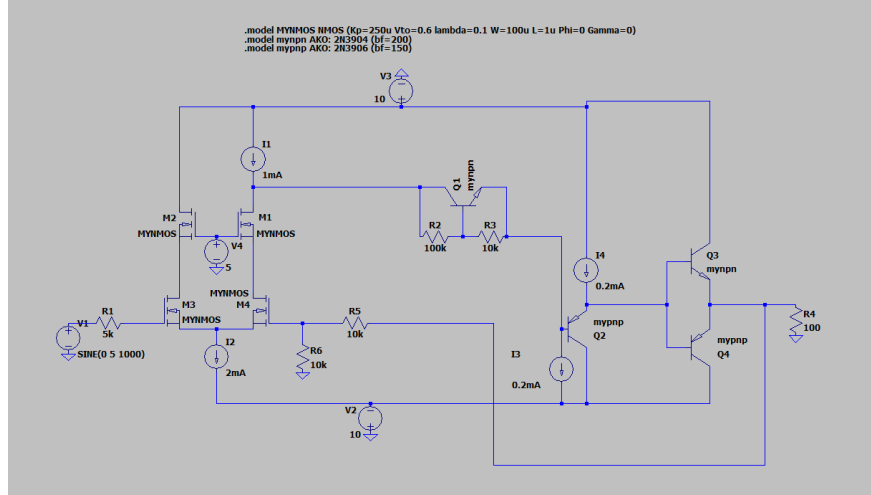 .model MYNMOS NMOS (Kp=250u Vto=0.6 lambda=0.1 W=100u L=1u Phi=0 Gamma=0)
.model mynpn AKO: 2N3904 (bf=200)
.model mypnp AKO: 2N3906 (bf=150)
V3
10
I1
1mA
Q1
mynpn
M2
M1
MYNMOS
MYNMOS
V4
5
R2
100k
R3
10k
I4
0.2mA
Q3
mynpn
V1
SINE(0 5 1000)
R1
5k
M3
MYNMOS
MYNMOS
M4
R5
10k
R6
10k
I2
2mA
I3
0.2mA
mypnp
Q2
mypnp
Q4
R4
100
V2
10